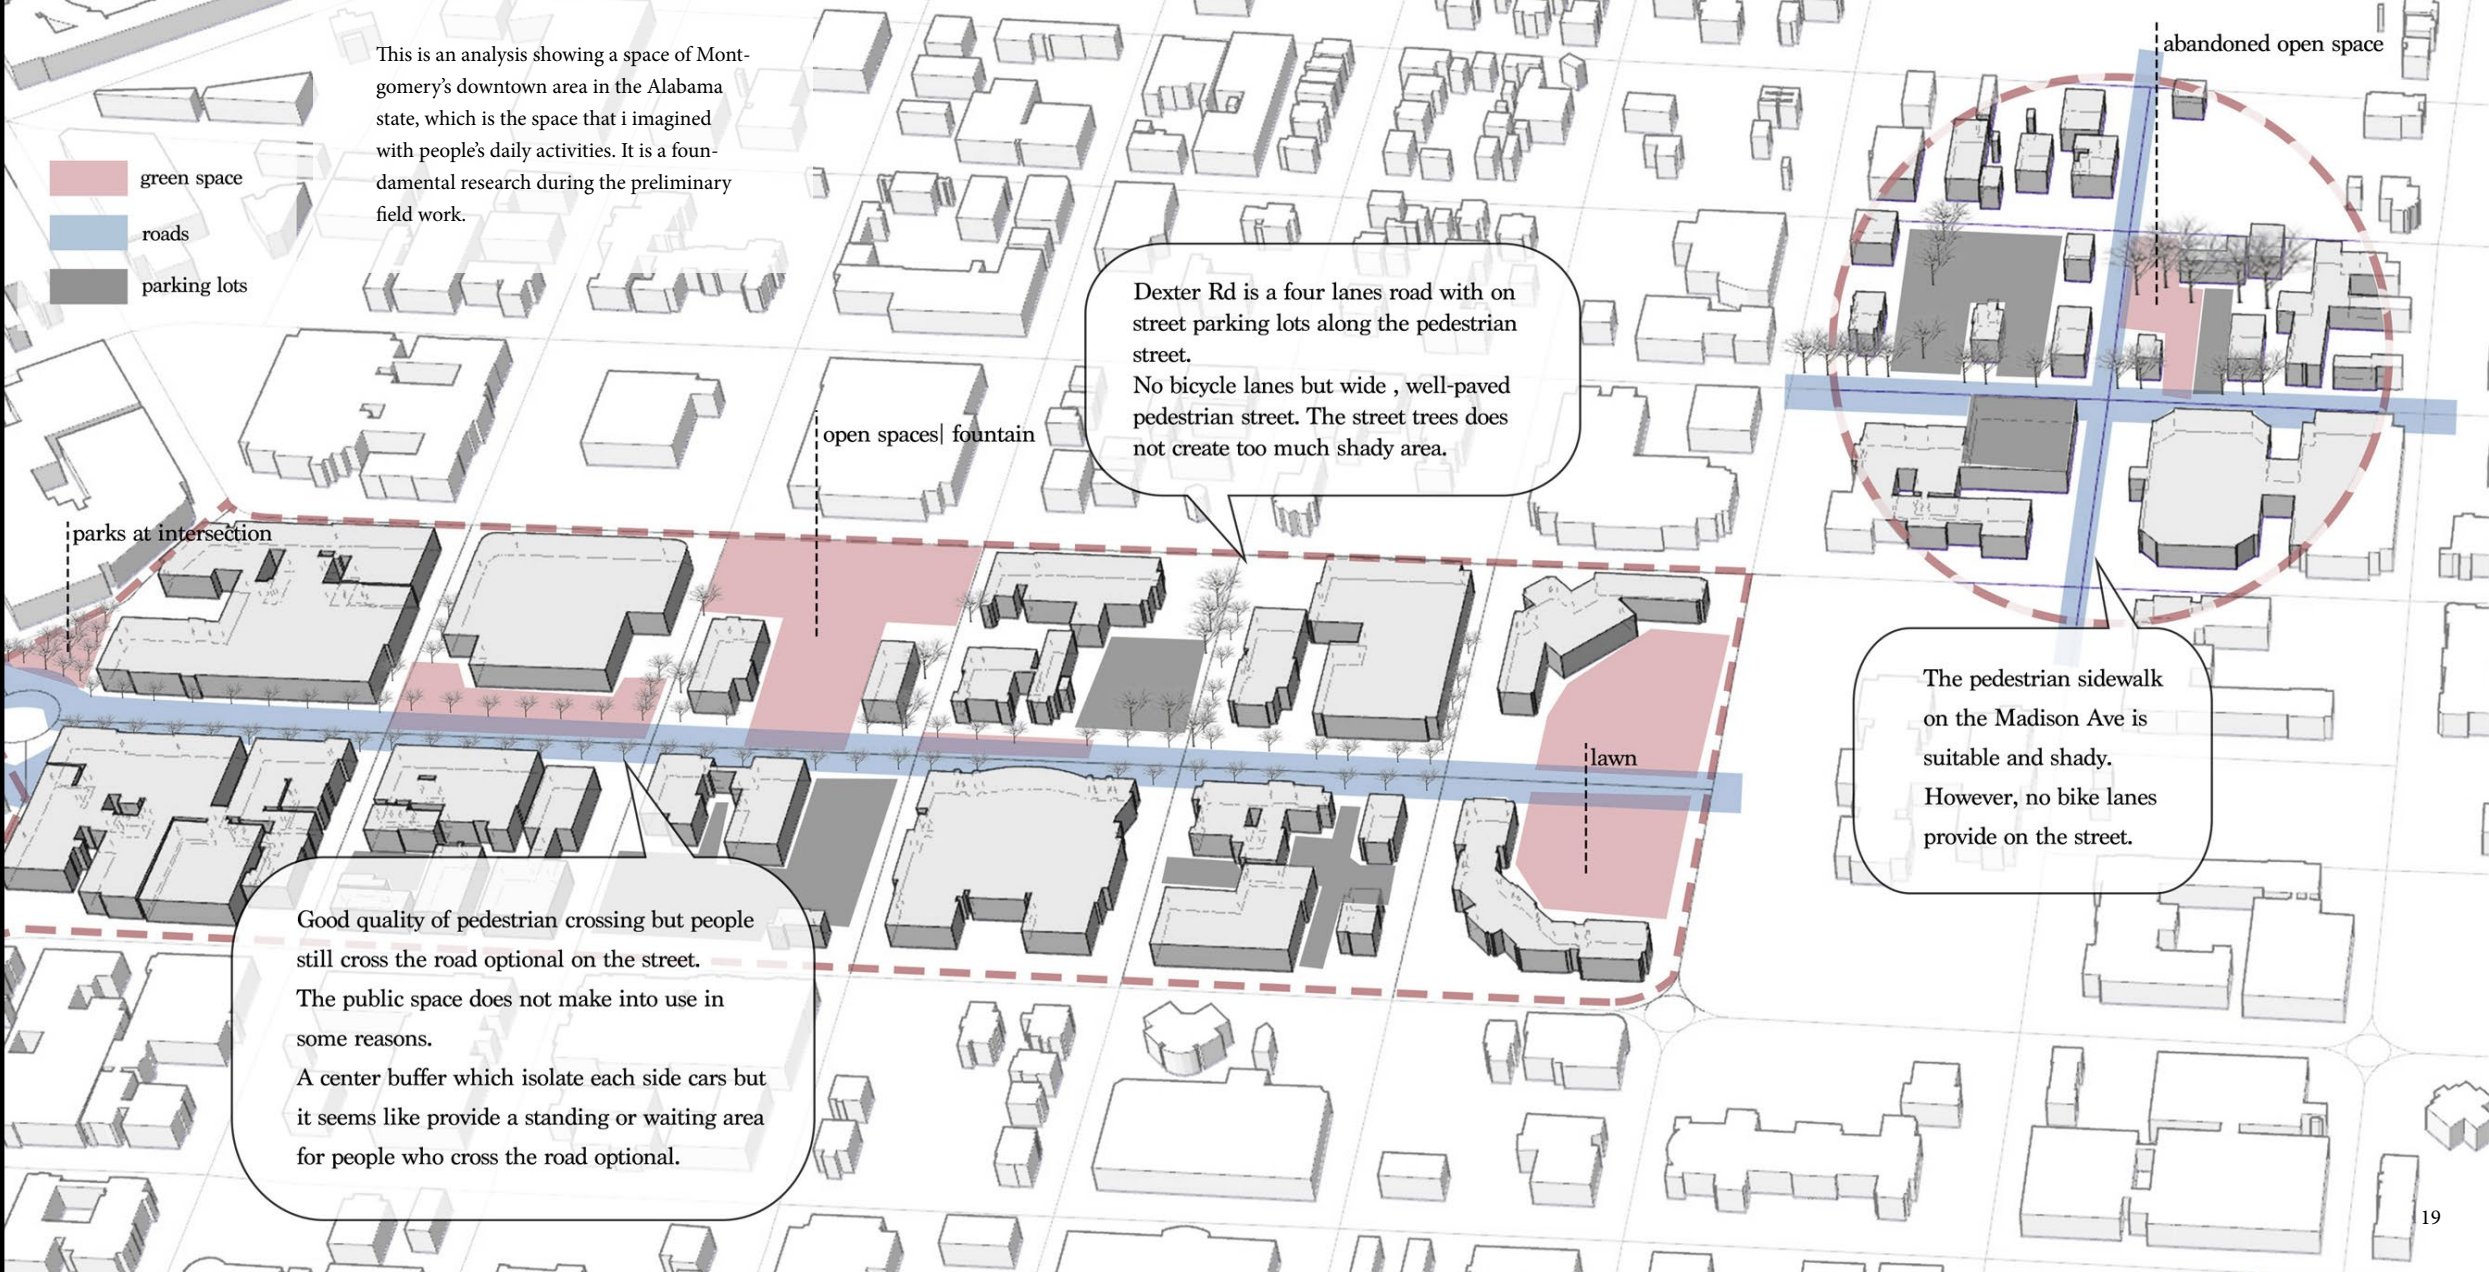 This is an analysis showing a space of Mont-
gomery's downtown area in the Alabama
state, which is the space that i imagined
with people's daily activities. It is a foun-
damental research during the preliminary
field work.
green space
roads
parking lots
abandoned open space
Dexter Rd is a four lanes road with on
street parking lots along the pedestrian
street.
No bicycle lanes but wide , well-paved
pedestrian street. The street trees does
not create too much shady area.
open spaces| fountain
parks at intersection
lawn
The pedestrian sidewalk
on the Madison Ave is
suitable and shady.
However, no bike lanes
provide on the street.
Good quality of pedestrian crossing but people
still cross the road optional on the street.
The public space does not make into use in
some reasons.
A center buffer which isolate each side cars but
it seems like provide a standing or waiting area
for people who cross the road optional.
19